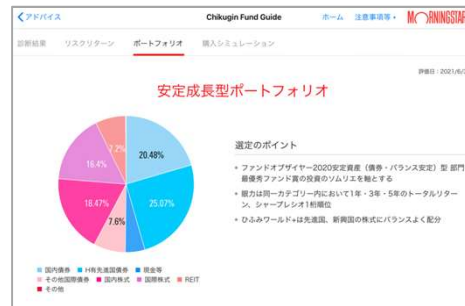 アドバイス
Chikugin Fund Guide
ホーム
注意事項等
MORNINGSTAR
診断結果
リスクリターン
ポートフォリオ
購入シミュレーション
安定成長型ポートフォリオ
選定のポイント
ファンドオブザイヤー2020安定資産（債券・バランス安定）型 部門
最優秀ファンド賞の投資のソムリエを軸とする
眼力は同一カテゴリー内において1年・3年・5年のトータルリター
ン、シャープレシオ1桁順位
ひふみワールド+は先進国、新興国の株式にバランスよく配分
7.2%
20.48%
16.4%
25.07%
18.47%
7.6%
国内債券
H有先進国債券
現金等
その他国際債券
国内株式
国際株式
REIT
その他